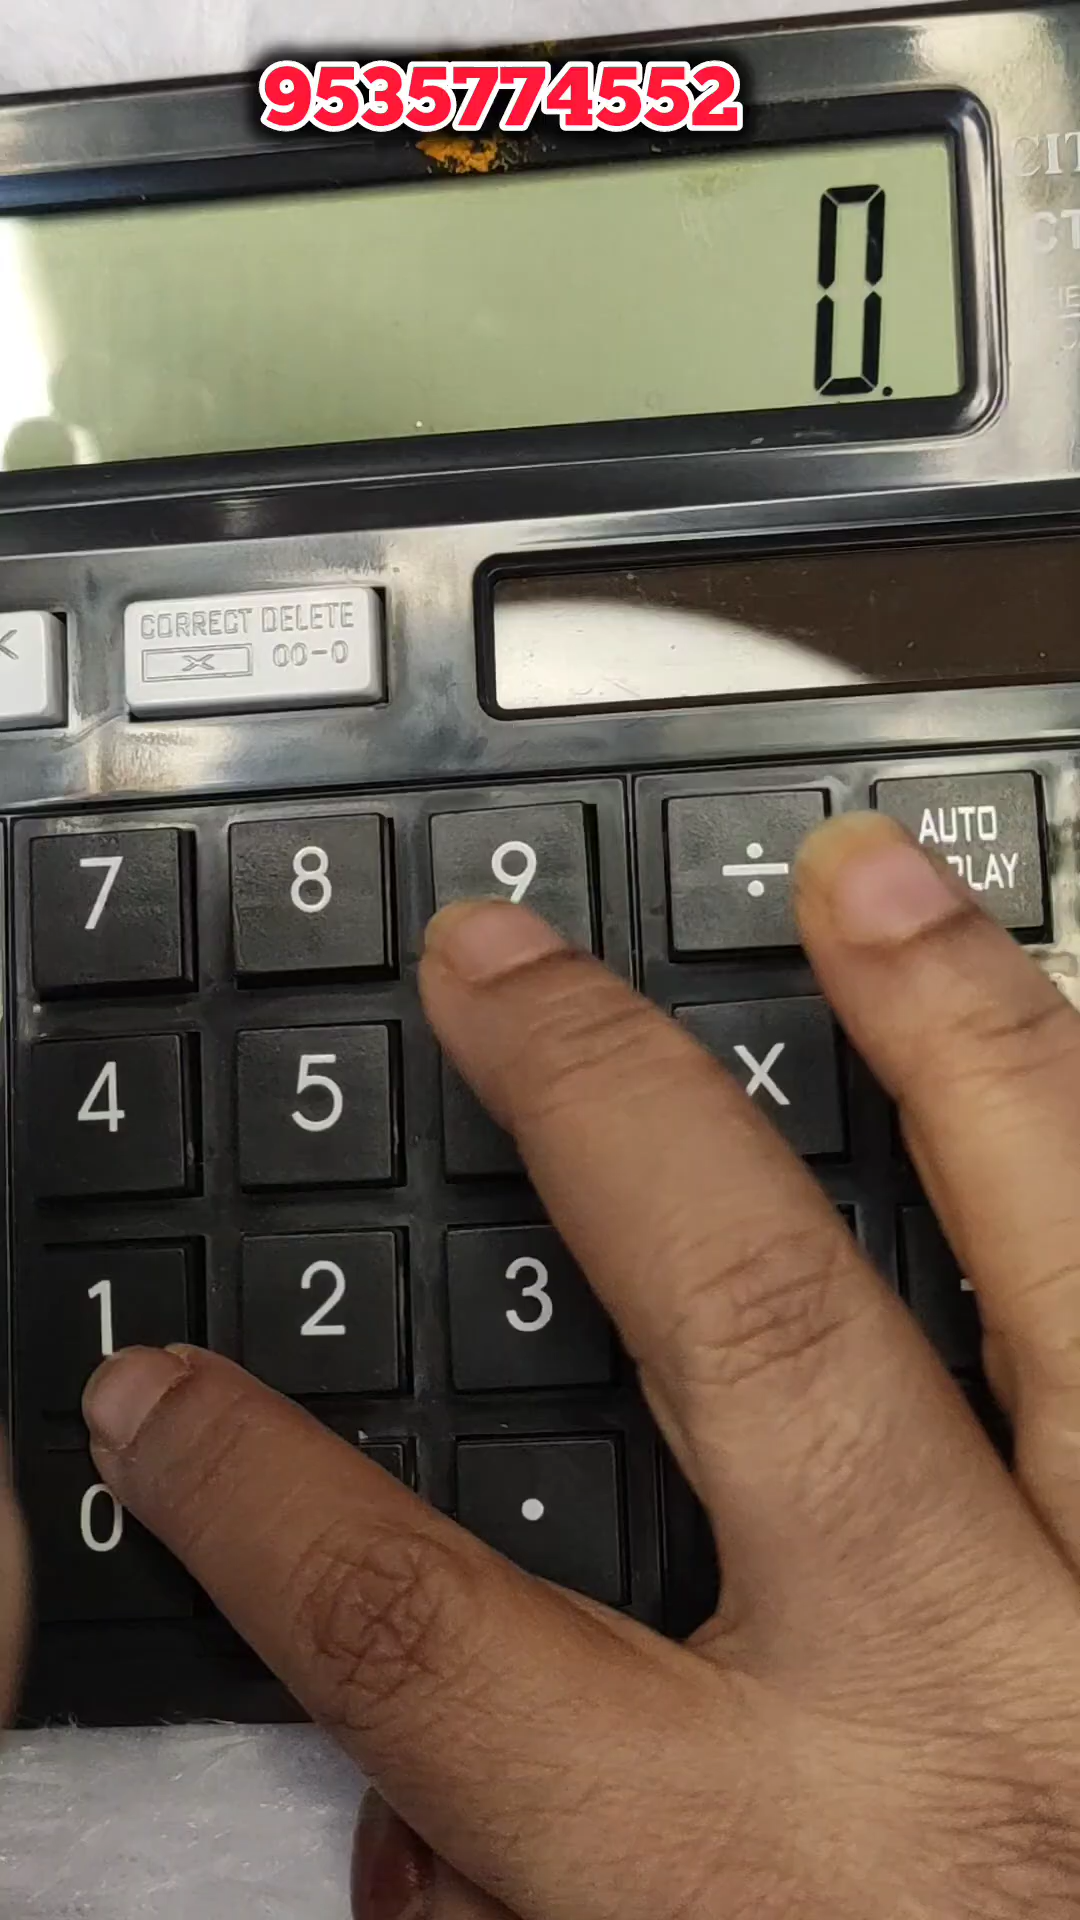 9535774552
0.
CORRECT DELETE
X 00-0
7 8 9 ÷ AUTO
4 5 X
1 2 3
0 .